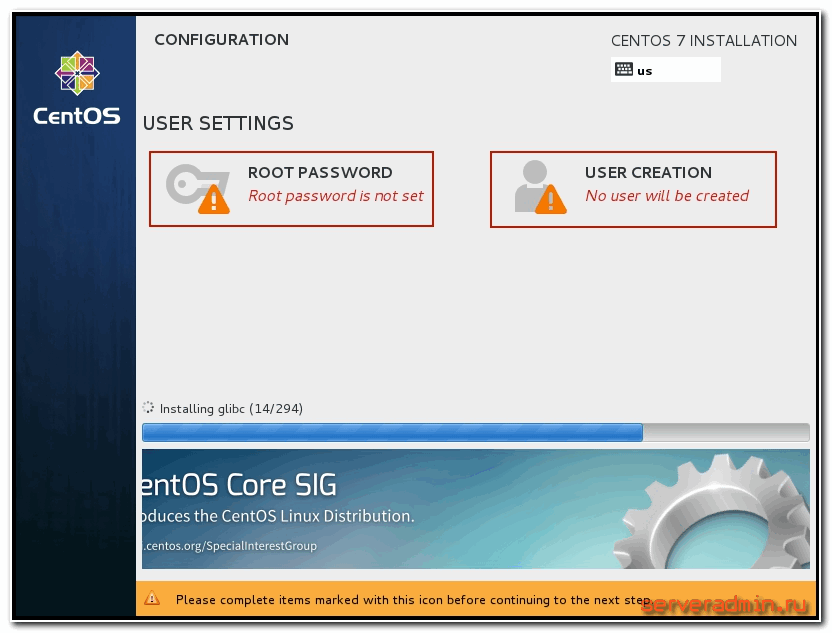 CONFIGURATION
CENTOS 7 INSTALLATION
us
CentOS
USER SETTINGS
ROOT PASSWORD
Root password is not set
USER CREATION
No user will be created
Installing glibc (14/294)
entOS Core SIG
oduces the CentOS Linux Distribution.
.centos.org/SpecialInterestGroup
Please complete items marked with this icon before continuing to the next step.
serveradmin.ru